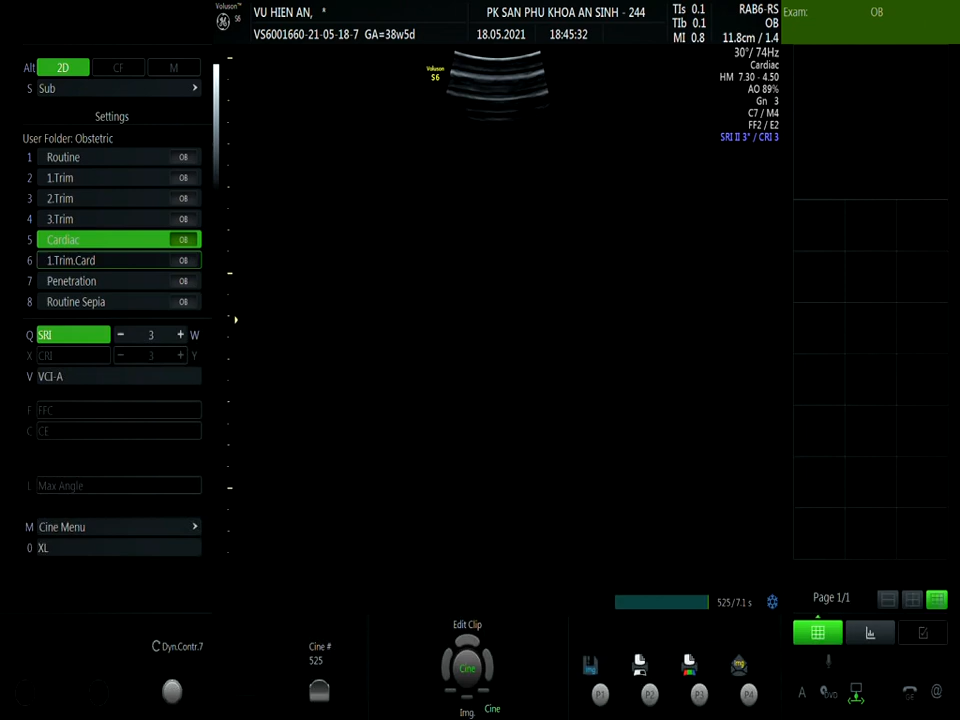 Voluson™
S6
VU HIEN AN, *
PK SAN PHU KHOA AN SINH - 244
VS6001660-21-05-18-7 GA=38w5d
18.05.2021
18:45:32
TIs 0.1
TIb 0.1
MI 0.8
RAB6-RS
OB
11.8cm / 1.4
30°/ 74Hz
Cardiac
HM 7.30 - 4.50
AO 89%
Gn 3
C7 / M4
FF2 / E2
SRI II 3* / CRI 3
Exam: OB
Voluson
S6
Alt 2D CF M
S Sub >
Settings
User Folder: Obstetric
1 Routine OB
2 1.Trim OB
3 2.Trim OB
4 3.Trim OB
5 Cardiac OB
6 1.Trim.Card OB
7 Penetration OB
8 Routine Sepia OB
Q SRI - 3 + W
X CRI - 3 + Y
V VCI-A
F FFC
C CE
L Max Angle
M Cine Menu >
0 XL
525/7.1 s
Page 1/1
C Dyn.Contr.7
Cine #
525
Edit Clip
Cine
Img.
Cine
Img
P1
P2
P3
P4
A
DVD
@